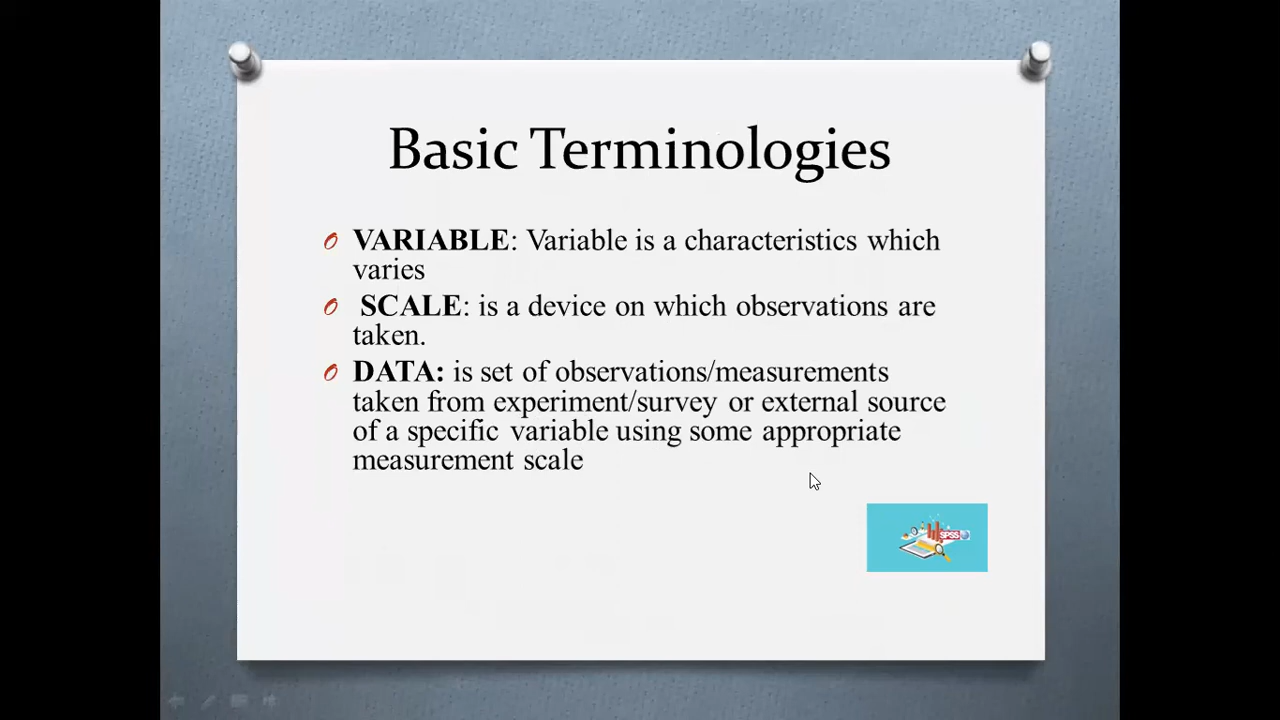 Basic Terminologies
VARIABLE: Variable is a characteristics which
varies
SCALE: is a device on which observations are
taken.
DATA: is set of observations/measurements
taken from experiment/survey or external source
of a specific variable using some appropriate
measurement scale
SPSS